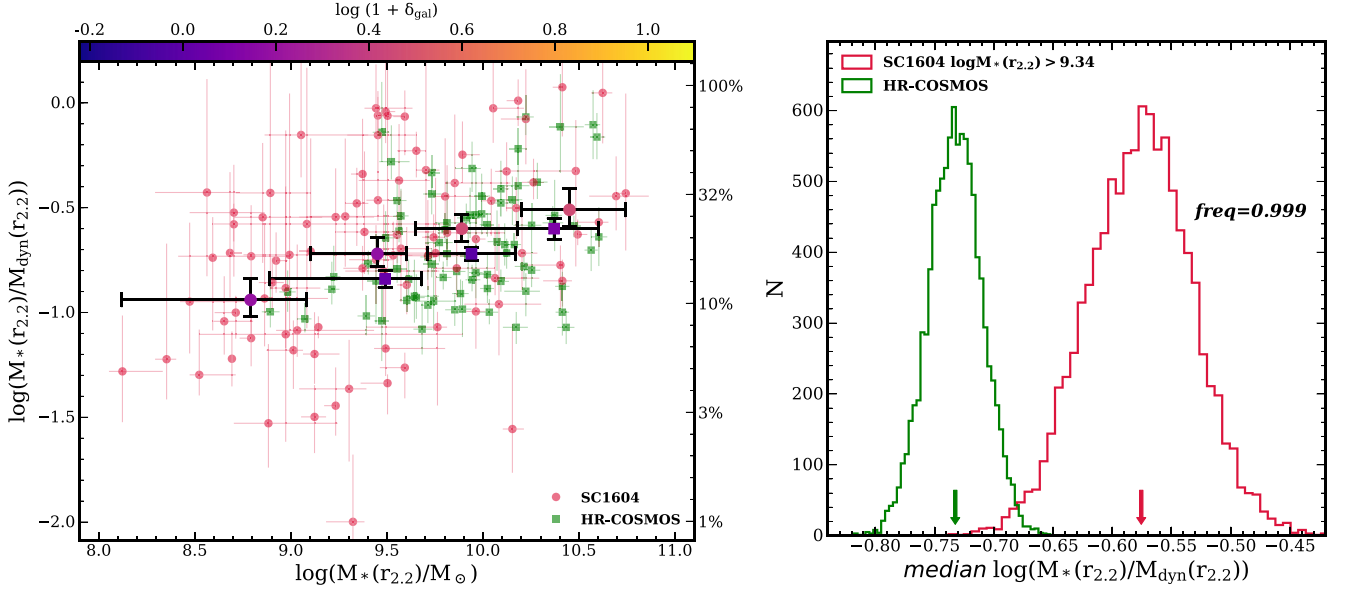 log (1 + δgal)
-0.2 0.0 0.2 0.4 0.6 0.8 1.0
log(M*(r2.2)/Mdyn(r2.2))
0.0
−0.5
−1.0
−1.5
−2.0
100%
32%
10%
3%
1%
SC1604
HR-COSMOS
8.0 8.5 9.0 9.5 10.0 10.5 11.0
log(M*(r2.2)/M⊙)
SC1604 logM*(r2.2) > 9.34
HR-COSMOS
freq=0.999
N
600
500
400
300
200
100
0
−0.80 −0.75 −0.70 −0.65 −0.60 −0.55 −0.50 −0.45
median log(M*(r2.2)/Mdyn(r2.2))